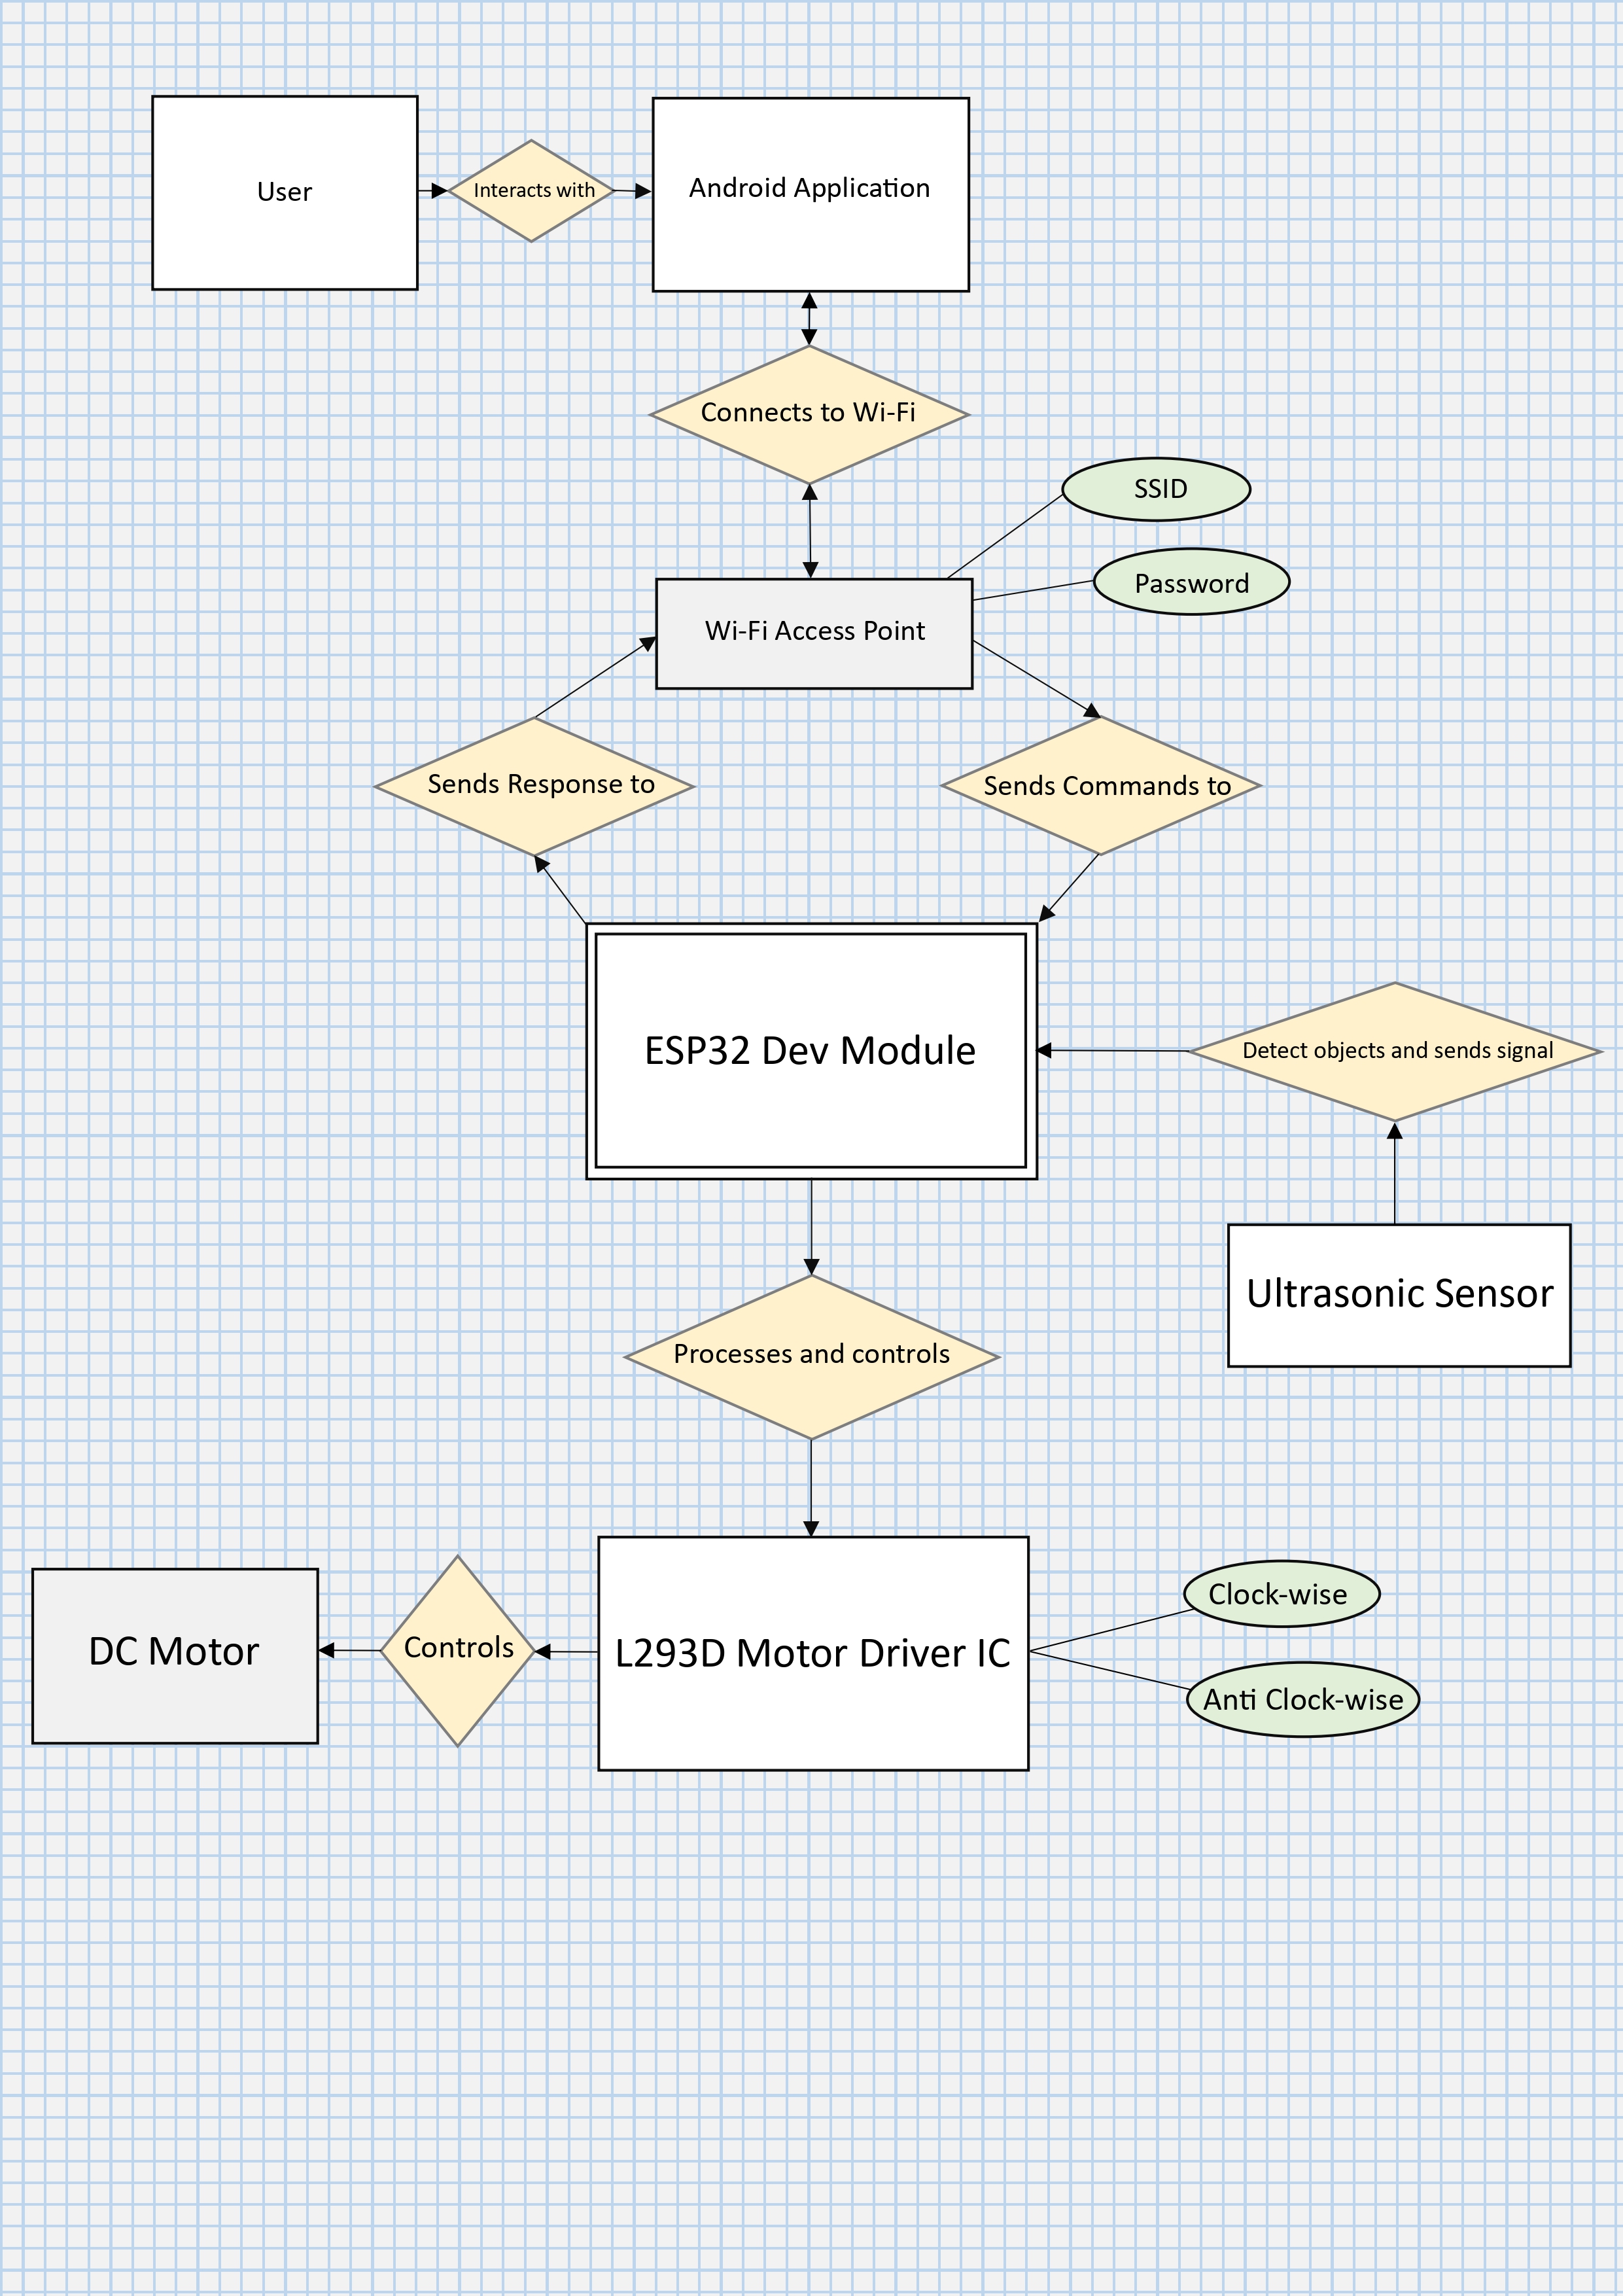 User
Interacts with
Android Application
Connects to Wi-Fi
SSID
Password
Wi-Fi Access Point
Sends Response to
Sends Commands to
ESP32 Dev Module
Detect objects and sends signal
Ultrasonic Sensor
Processes and controls
DC Motor
Controls
L293D Motor Driver IC
Clock-wise
Anti Clock-wise